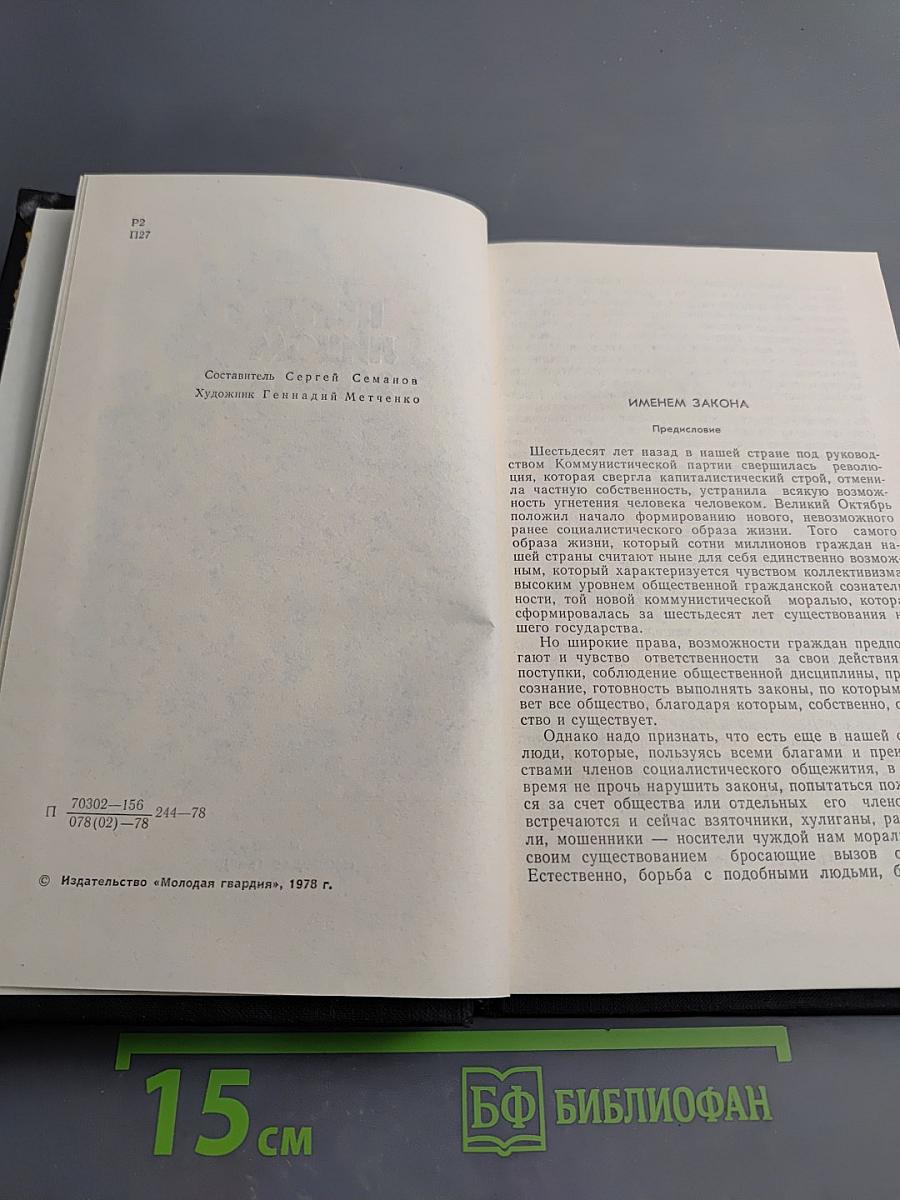 Р2
П27
Составитель Сергей Семанов
Художник Геннадий Метченко
П 70302—156 244—78
078(02)—78
© Издательство «Молодая гвардия», 1978 г.
ИМЕНЕМ ЗАКОНА
Предисловие
Шестьдесят лет назад в нашей стране под руковод-
ством Коммунистической партии свершилась револю-
ция, которая свергла капиталистический строй, отмени-
ла частную собственность, устранила всякую возмож-
ность угнетения человека человеком. Великий Октябрь
положил начало формированию нового, невозможного
ранее социалистического образа жизни. Того самого
образа жизни, который сотни миллионов граждан на-
шей страны считают ныне для себя единственно возмож-
ным, который характеризуется чувством коллективизма
высоким уровнем общественной гражданской сознатель
ности, той новой коммунистической моралью, котора
сформировалась за шестьдесят лет существования н
шего государства.
Но широкие права, возможности граждан предпо
гают и чувство ответственности за свои действия
поступки, соблюдение общественной дисциплины, пр
сознание, готовность выполнять законы, по которым
вет все общество, благодаря которым, собственно, о
ство и существует.
Однако надо признать, что есть еще в нашей с
люди, которые, пользуясь всеми благами и преи
ствами членов социалистического общежития, в
время не прочь нарушить законы, попытаться пож
ся за счет общества или отдельных его члено
встречаются и сейчас взяточники, хулиганы, ра
ли, мошенники — носители чуждой нам морали
своим существованием бросающие вызов о
Естественно, борьба с подобными людьми, б
15 см
БФ БИБЛИОФАН